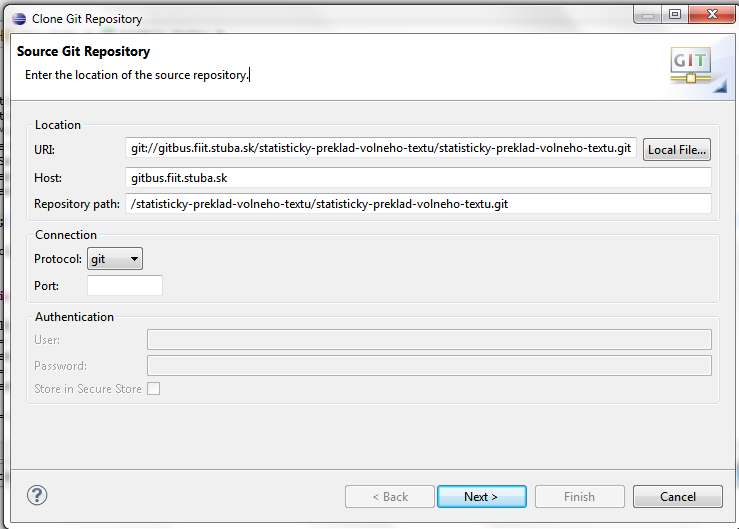 Clone Git Repository
Source Git Repository
Enter the location of the source repository.
GIT
Location
URI: git://gitbus.fiit.stuba.sk/statisticky-preklad-volneho-textu/statisticky-preklad-volneho-textu.git Local File...
Host: gitbus.fiit.stuba.sk
Repository path: /statisticky-preklad-volneho-textu/statisticky-preklad-volneho-textu.git
Connection
Protocol: git
Port:
Authentication
User:
Password:
Store in Secure Store
? < Back Next > Finish Cancel